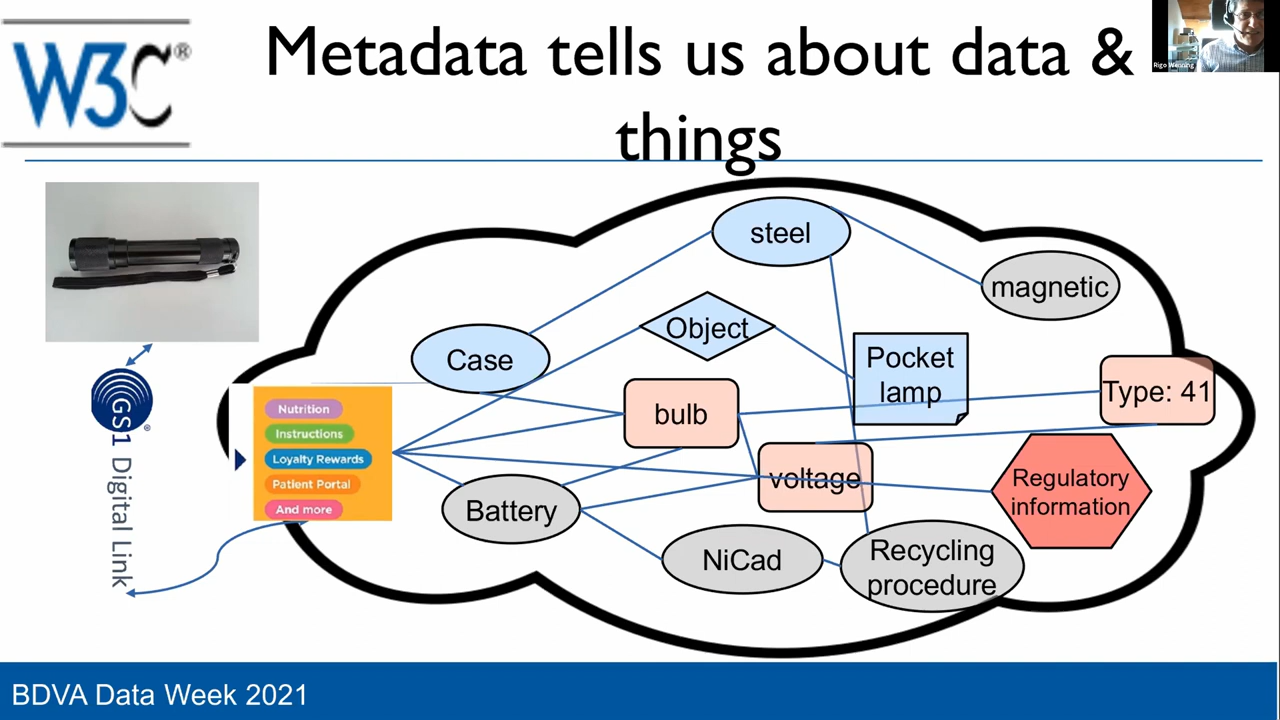 W3C®
Metadata tells us about data &
things
Rigo Wenning
steel
magnetic
Object
Case
Pocket
lamp
Type: 41
bulb
GS1 Digital Link
®
Nutrition
Instructions
Loyalty Rewards
Patient Portal
And more
voltage
Regulatory
information
Battery
NiCad
Recycling
procedure
BDVA Data Week 2021